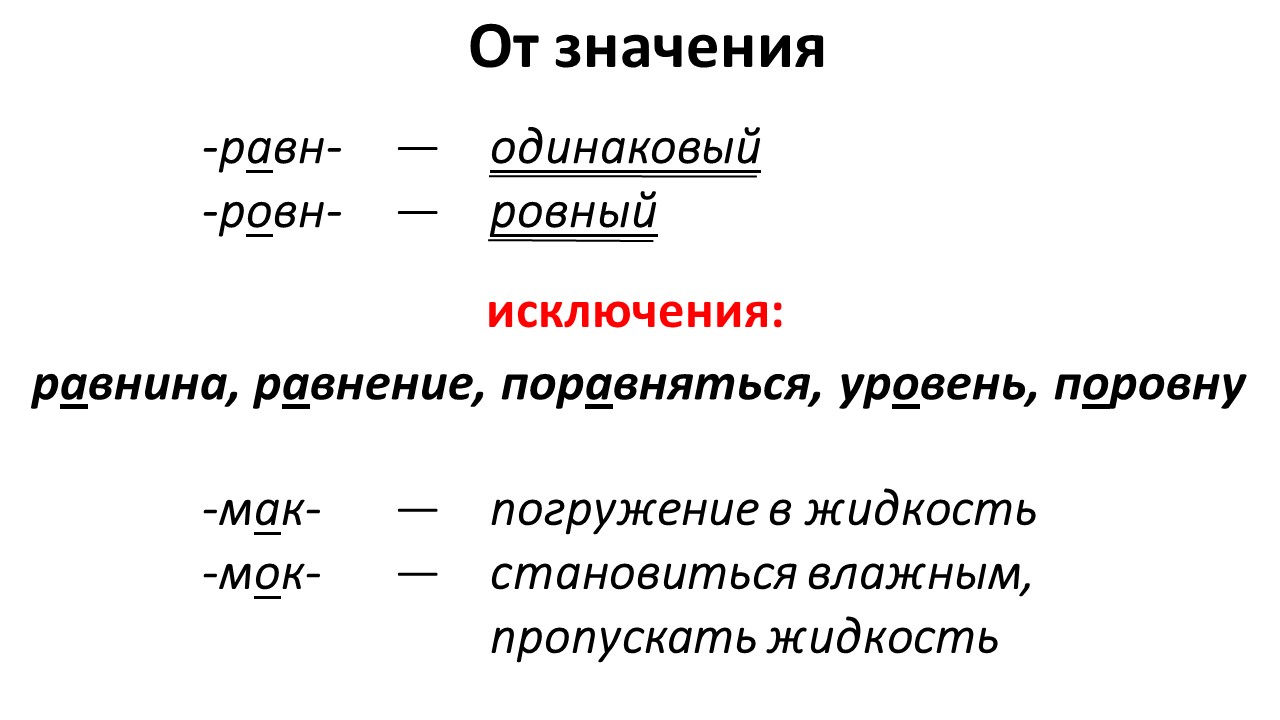 От значения
-равн- — одинаковый
-ровн- — ровный
исключения:
равнина, равнение, поравняться, уровень, поровну
-мак- — погружение в жидкость
-мок- — становиться влажным,
пропускать жидкость